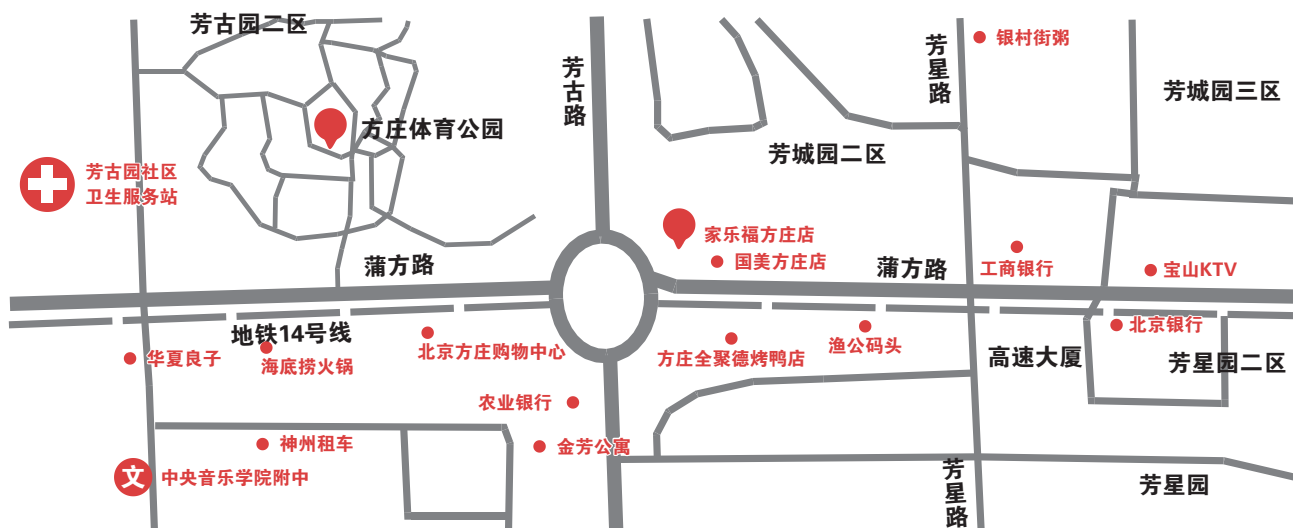 芳古园二区
芳古路
芳星路
银村街粥
芳城园三区
方庄体育公园
芳城园二区
芳古园社区
卫生服务站
家乐福方庄店
国美方庄店
蒲方路
蒲方路
工商银行
宝山KTV
地铁14号线
北京银行
华夏良子
海底捞火锅
北京方庄购物中心
方庄全聚德烤鸭店
渔公码头
高速大厦
芳星园二区
农业银行
神州租车
金芳公寓
文
中央音乐学院附中
芳星路
芳星园